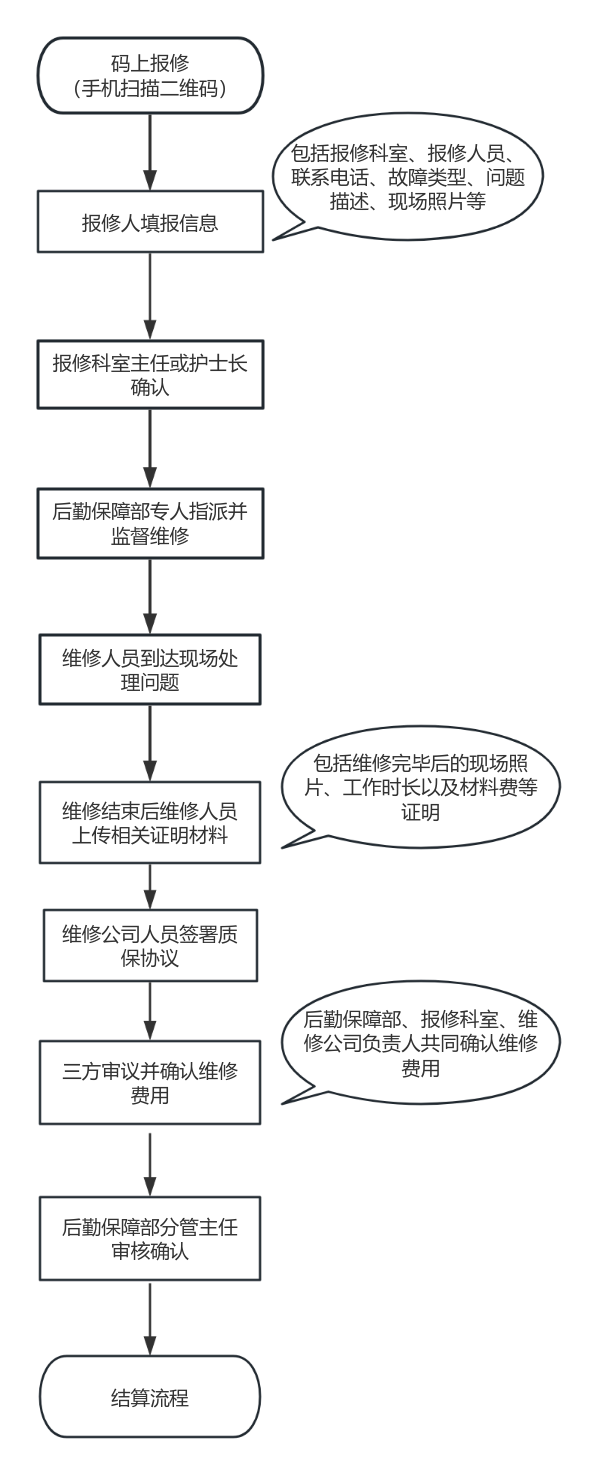 码上报修
（手机扫描二维码）
包括报修科室、报修人员、
联系电话、故障类型、问题
描述、现场照片等
报修人填报信息
报修科室主任或护士长
确认
后勤保障部专人指派并
监督维修
维修人员到达现场处
理问题
包括维修完毕后的现场照
片、工作时长以及材料费等
证明
维修结束后维修人员
上传相关证明材料
维修公司人员签署质
保协议
后勤保障部、报修科室、维
修公司负责人共同确认维修
费用
三方审议并确认维修
费用
后勤保障部分管主任
审核确认
结算流程